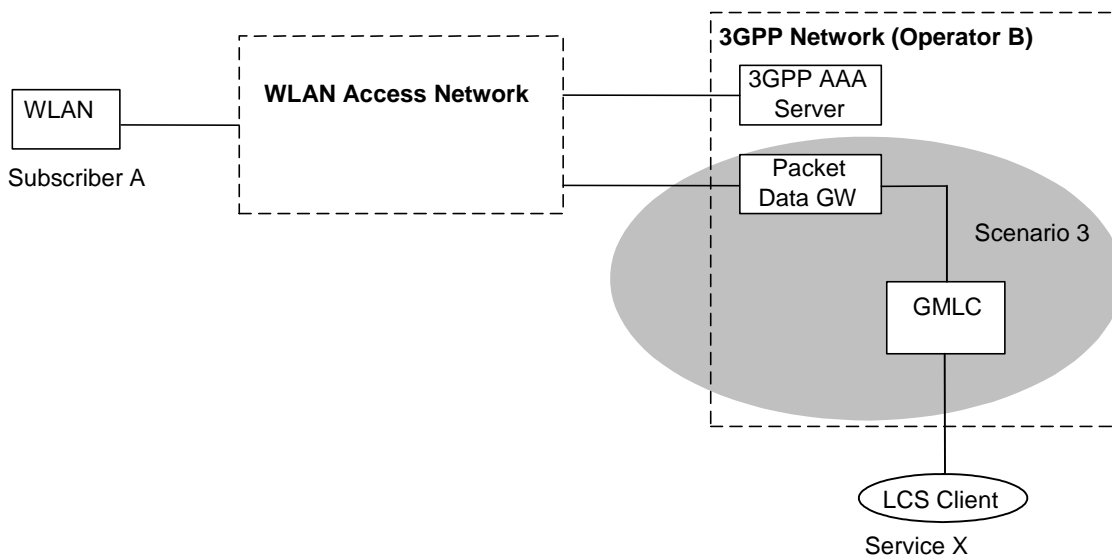 3GPP Network (Operator B)
3GPP AAA
Server
WLAN Access Network
WLAN
Subscriber A
Packet
Data GW
Scenario 3
GMLC
LCS Client
Service X